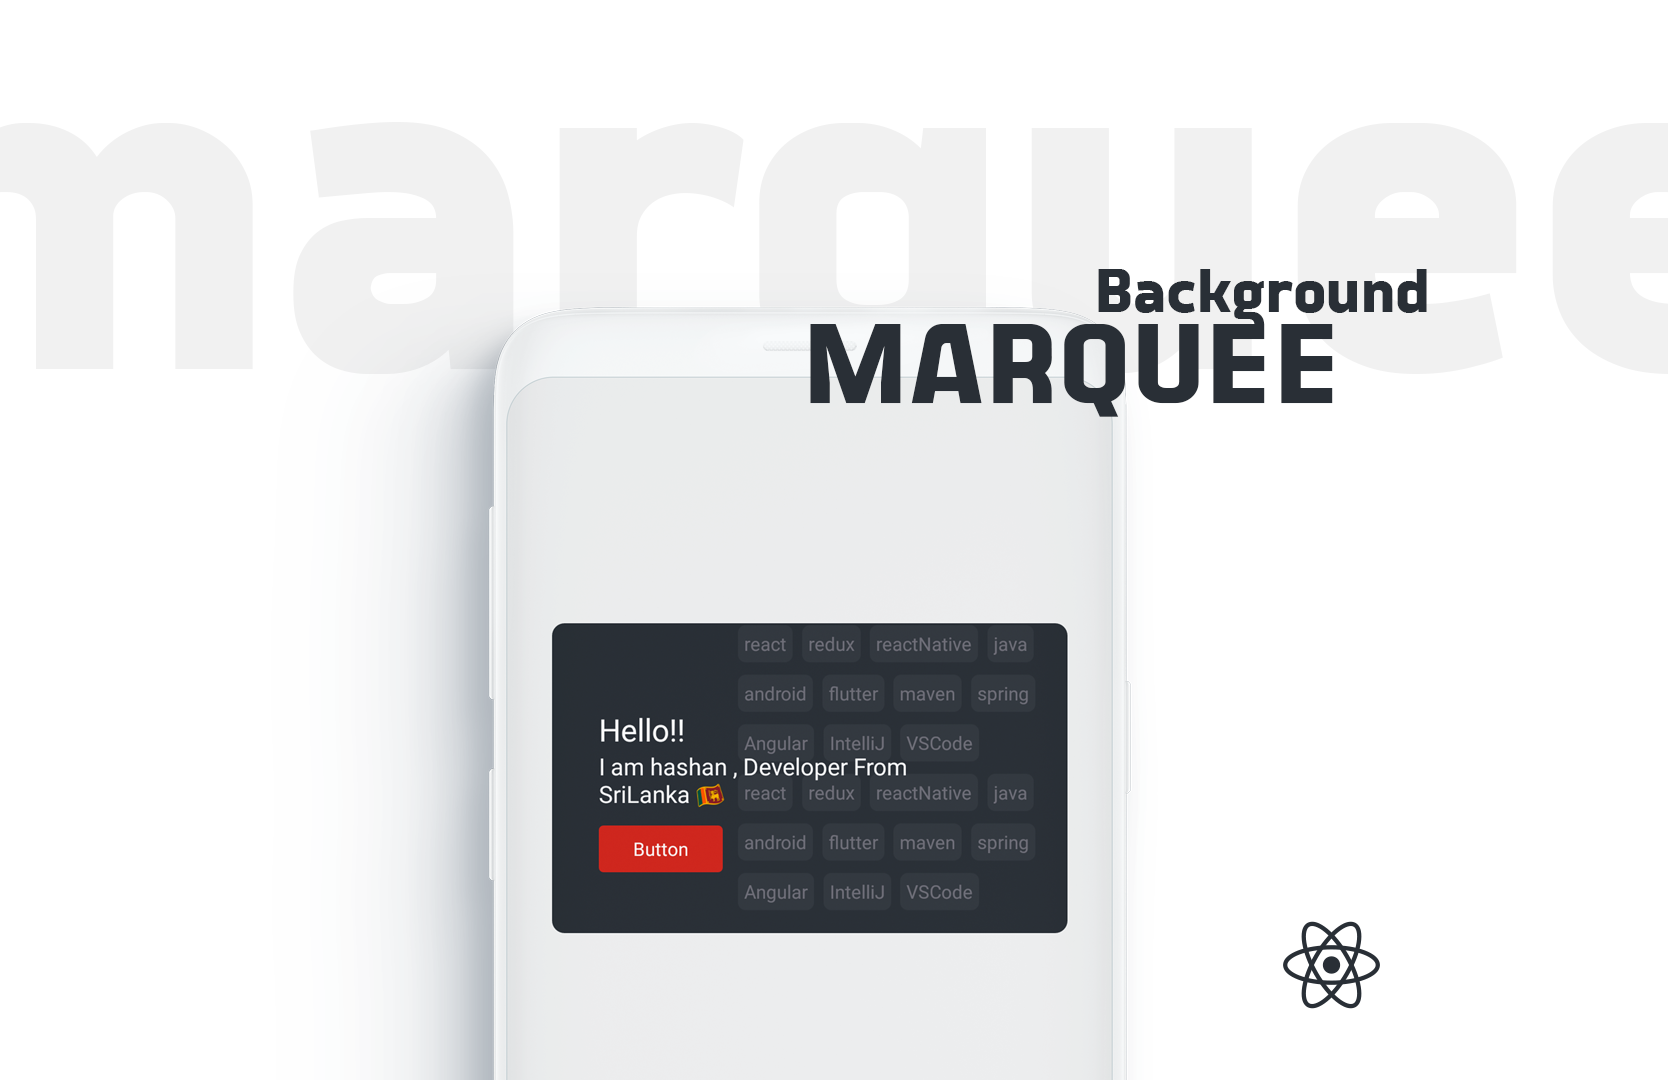 marquee
Background
MARQUEE
react redux reactNative java
android flutter maven spring
Angular IntelliJ VSCode
Hello!!
I am hashan , Developer From
SriLanka 🇱🇰
react redux reactNative java
android flutter maven spring
Button
Angular IntelliJ VSCode